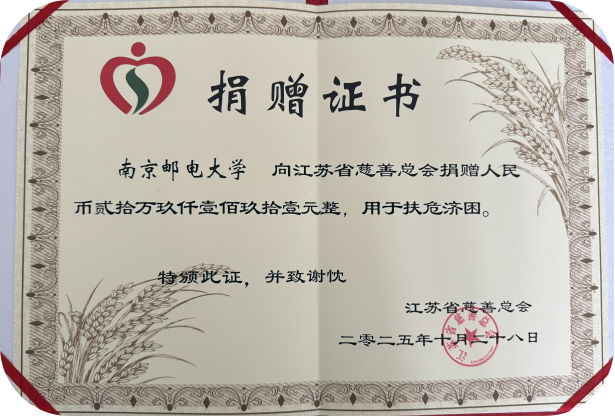 捐赠证书
南京邮电大学 向江苏省慈善总会捐赠人民
币贰拾万玖仟壹佰玖拾壹元整，用于扶危济困。
特颁此证，并致谢忱
江苏省慈善总会
二零二五年十月二十八日